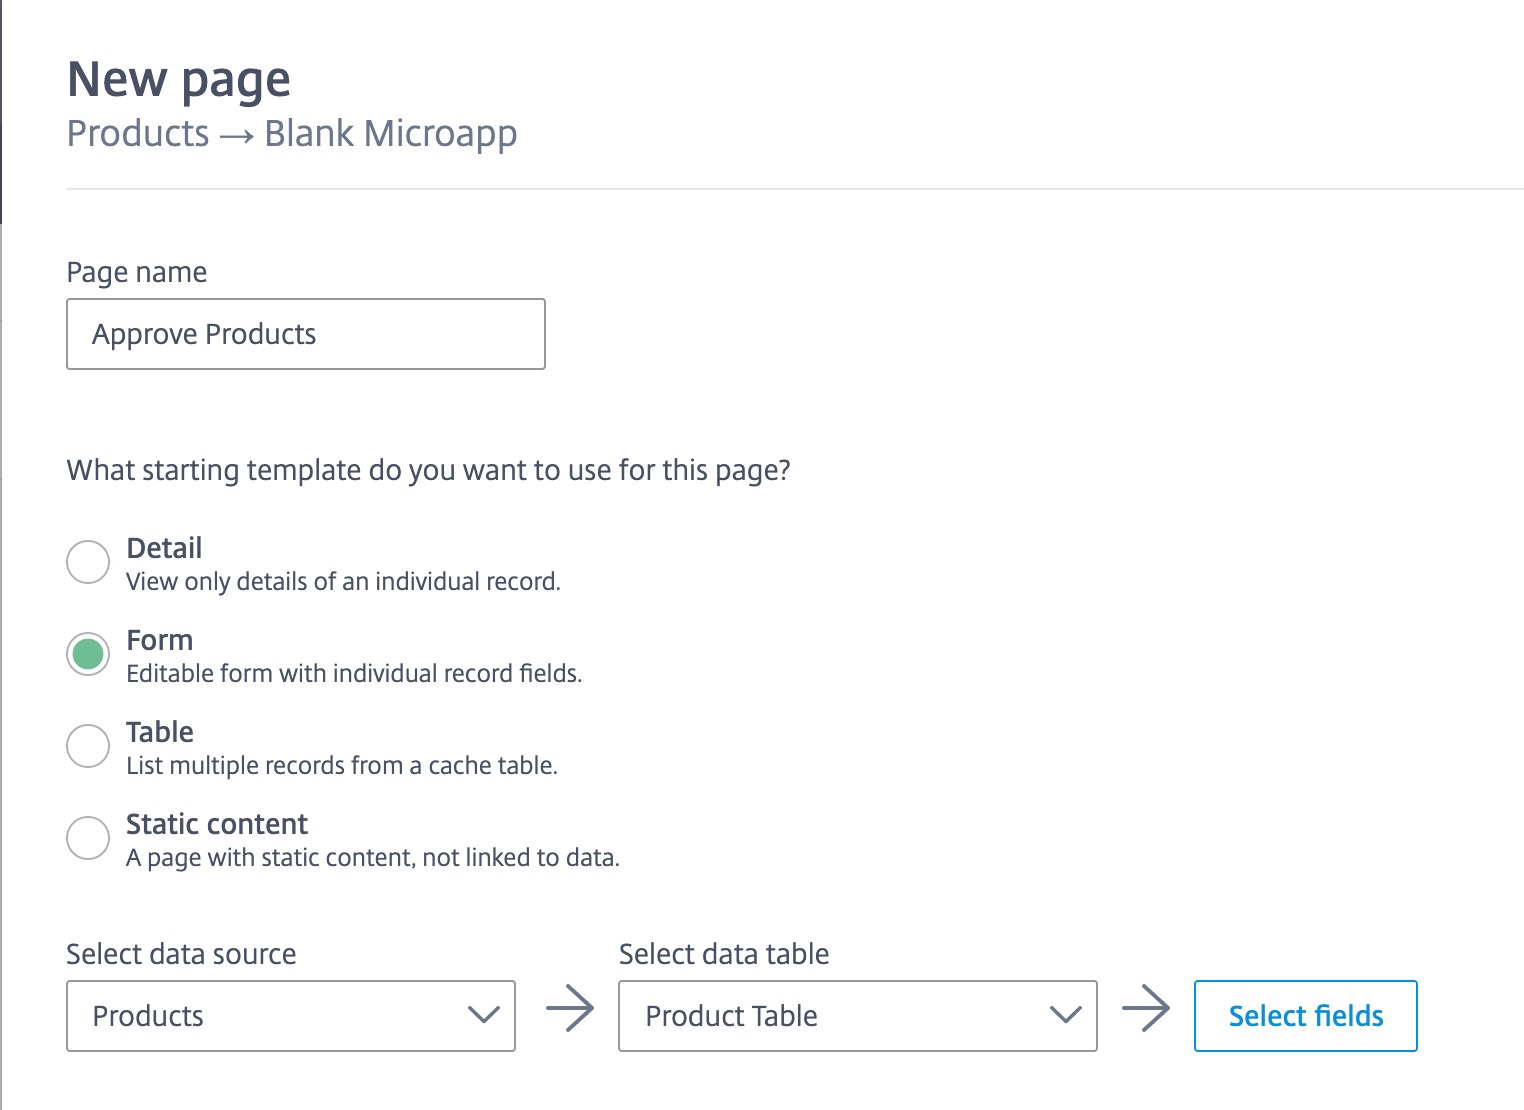 New page
Products → Blank Microapp
Page name
Approve Products
What starting template do you want to use for this page?
Detail
View only details of an individual record.
Form
Editable form with individual record fields.
Table
List multiple records from a cache table.
Static content
A page with static content, not linked to data.
Select data source
Select data table
Products
Product Table
Select fields